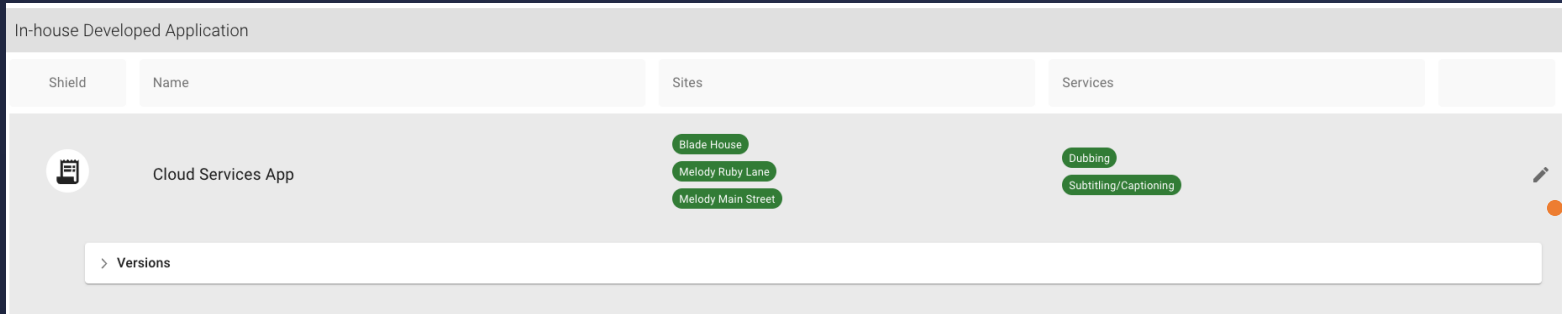 In-house Developed Application
Shield Name Sites Services
Blade House
Melody Ruby Lane
Melody Main Street
Cloud Services App
Dubbing
Subtitling/Captioning
Versions